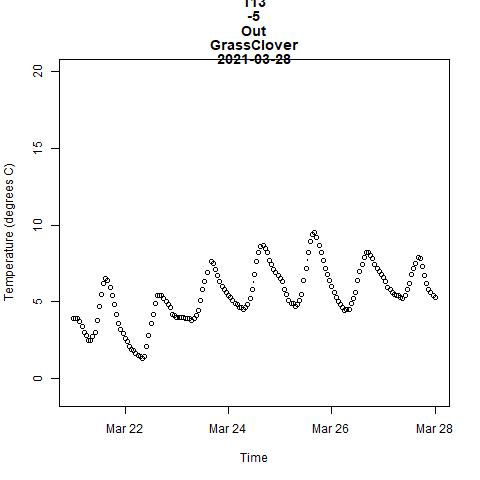 113
-5
Out
GrassClover
2021-03-28
Temperature (degrees C)
20
15
10
5
0
Mar 22
Mar 24
Mar 26
Mar 28
Time